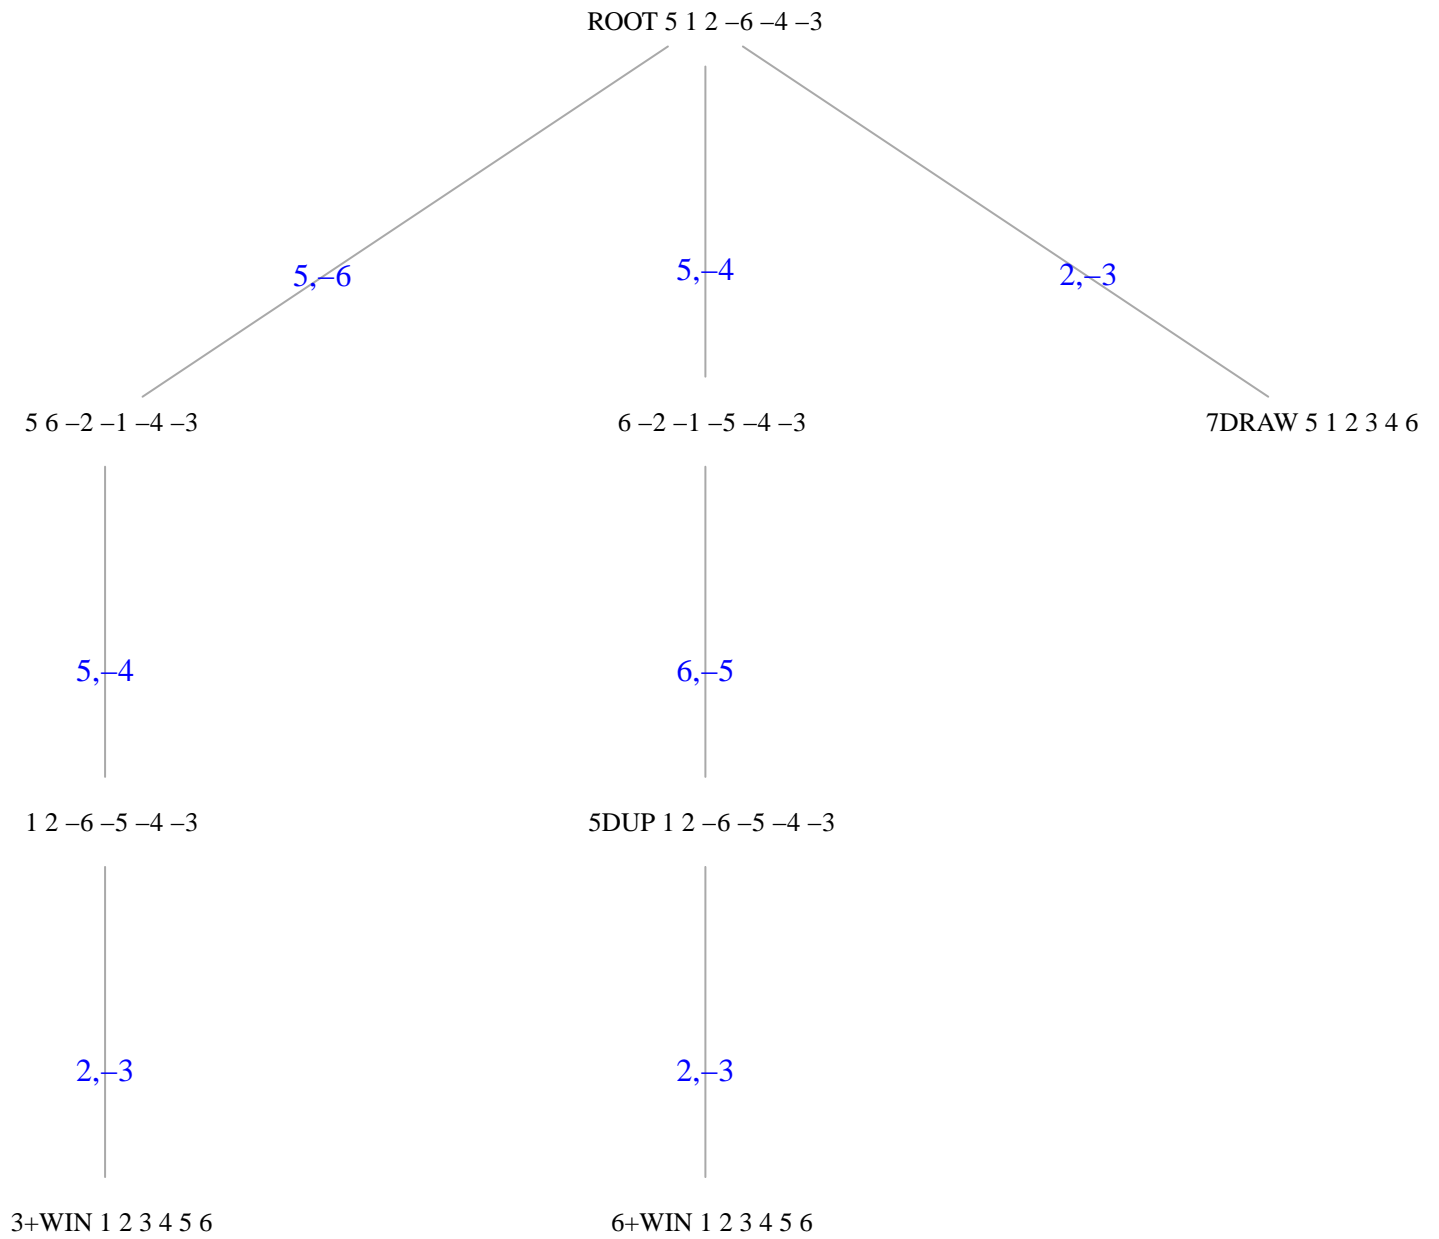 ROOT 5 1 2 –6 –4 –3
5,–6
5,–4
2,–3
5 6 –2 –1 –4 –3
6 –2 –1 –5 –4 –3
7DRAW 5 1 2 3 4 6
5,–4
6,–5
1 2 –6 –5 –4 –3
5DUP 1 2 –6 –5 –4 –3
2,–3
2,–3
3+WIN 1 2 3 4 5 6
6+WIN 1 2 3 4 5 6